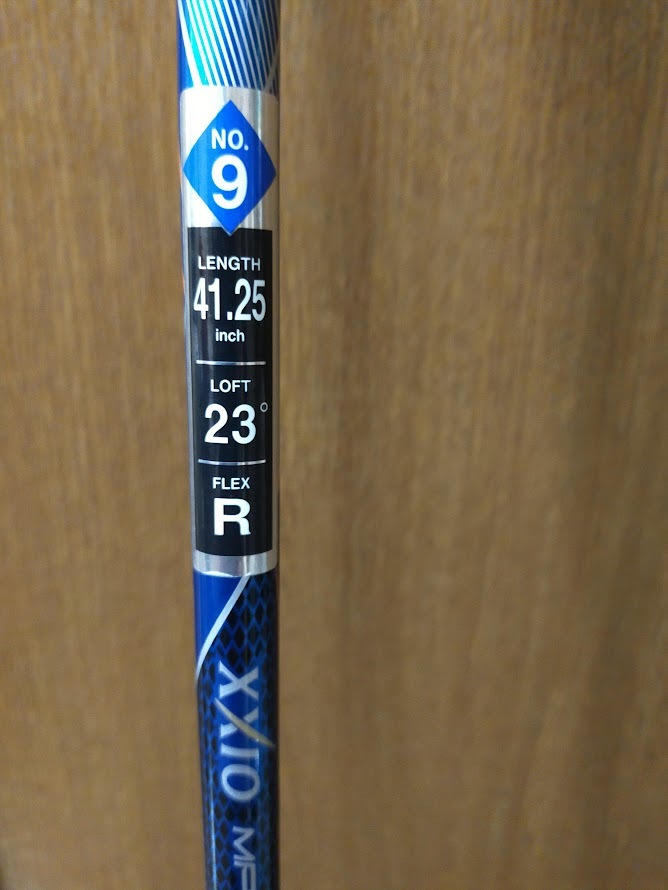 NO.
9
LENGTH
41.25
inch
LOFT
23°
FLEX
R
XXIO